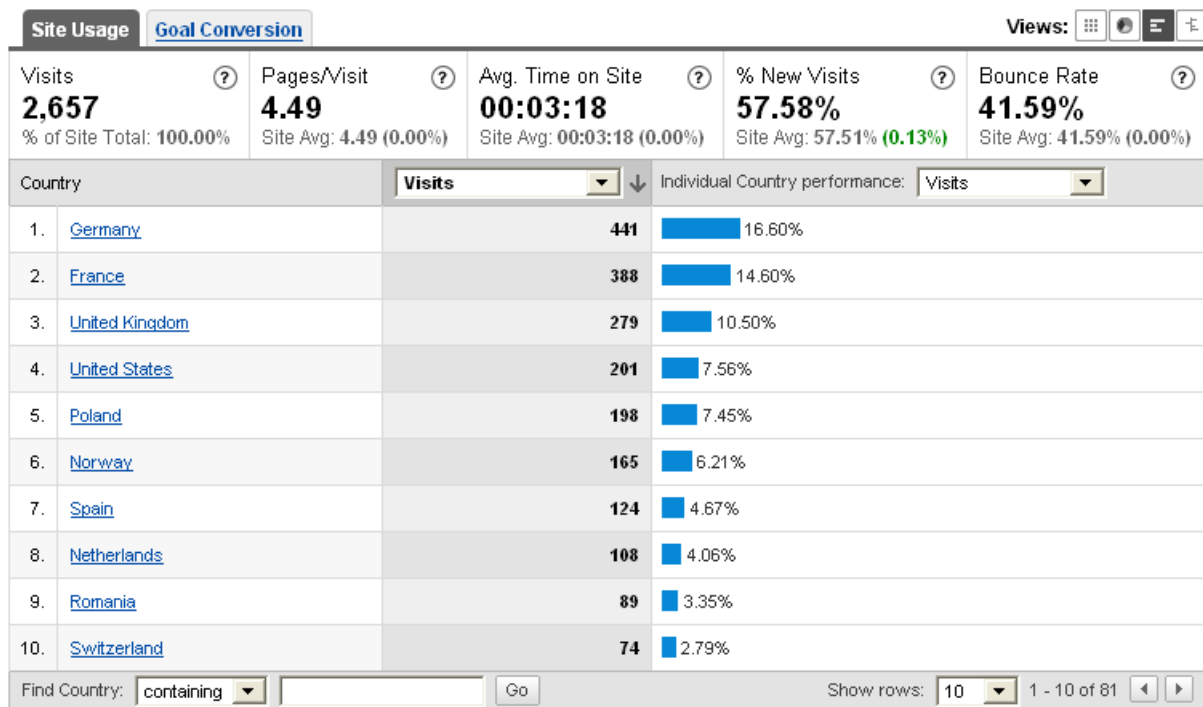 Site Usage Goal Conversion Views:
Visits ? Pages/Visit ? Avg. Time on Site ? % New Visits ? Bounce Rate ?
2,657 4.49 00:03:18 57.58% 41.59%
% of Site Total: 100.00% Site Avg: 4.49 (0.00%) Site Avg: 00:03:18 (0.00%) Site Avg: 57.51% (0.13%) Site Avg: 41.59% (0.00%)
Country Visits Individual Country performance: Visits
1. Germany 441 16.60%
2. France 388 14.60%
3. United Kingdom 279 10.50%
4. United States 201 7.56%
5. Poland 198 7.45%
6. Norway 165 6.21%
7. Spain 124 4.67%
8. Netherlands 108 4.06%
9. Romania 89 3.35%
10. Switzerland 74 2.79%
Find Country: containing Go Show rows: 10 1 - 10 of 81